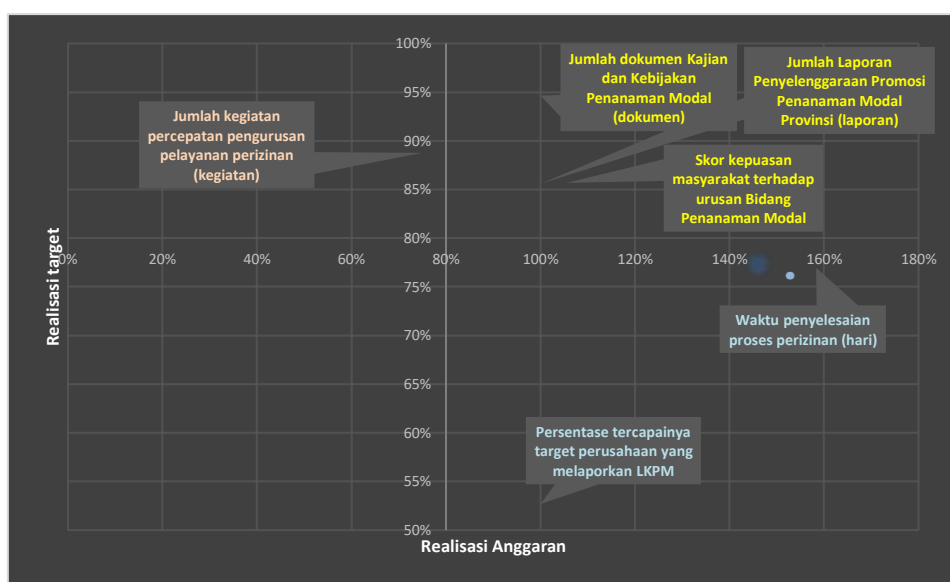 100%
95%
90%
85%
80%
75%
70%
65%
60%
55%
50%
0%
20%
40%
60%
80%
100%
120%
140%
160%
180%
Realisasi target
Realisasi Anggaran
Jumlah kegiatan
percepatan pengurusan
pelayanan perizinan
(kegiatan)
Jumlah dokumen Kajian
dan Kebijakan
Penanaman Modal
(dokumen)
Jumlah Laporan
Penyelenggaraan Promosi
Penanaman Modal
Provinsi (laporan)
Skor kepuasan
masyarakat terhadap
urusan Bidang
Penanaman Modal
Waktu penyelesaian
proses perizinan (hari)
Persentase tercapainya
target perusahaan yang
melaporkan LKPM